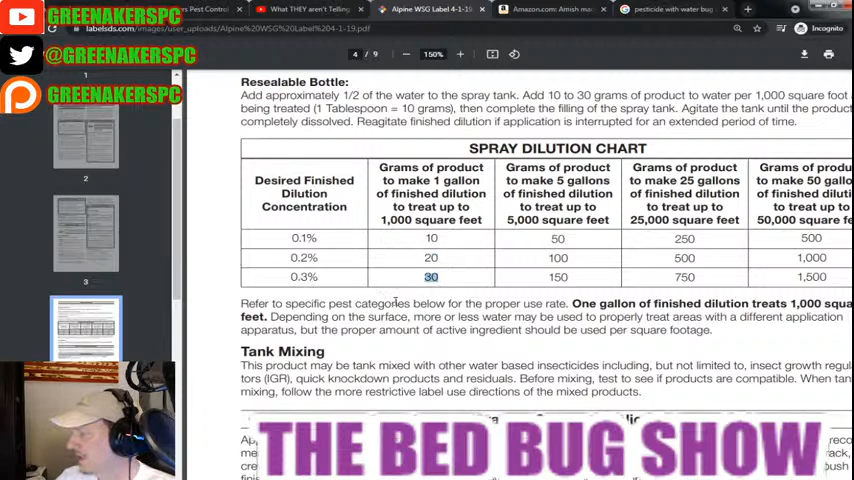 GREENAKERSPC
@GREENAKERSPC
GREENAKERSPC
s Pest Control
What THEY aren't Telling
Alpine WSG Label 4-1-19.p
Amazon.com: Amish ma
pesticide with water bug
labelsds.com/images/user_uploads/Alpine%20WSG%20Label%204-1-19.pdf
Incognito
4 / 9
150%
1
2
3
Resealable Bottle:
Add approximately 1/2 of the water to the spray tank. Add 10 to 30 grams of product to water per 1,000 square foot
being treated (1 Tablespoon = 10 grams), then complete the filling of the spray tank. Agitate the tank until the product
completely dissolved. Reagitate finished dilution if application is interrupted for an extended period of time.
SPRAY DILUTION CHART
Desired Finished
Dilution
Concentration
Grams of product
to make 1 gallon
of finished dilution
to treat up to
1,000 square feet
Grams of product
to make 5 gallons
of finished dilution
to treat up to
5,000 square feet
Grams of product
to make 25 gallons
of finished dilution
to treat up to
25,000 square feet
Grams of produ
to make 50 gallo
of finished dilut
to treat up to
50,000 square fe
0.1% 10 50 250 500
0.2% 20 100 500 1,000
0.3% 30 150 750 1,500
Refer to specific pest categories below for the proper use rate. One gallon of finished dilution treats 1,000 squa
feet. Depending on the surface, more or less water may be used to properly treat areas with a different application
apparatus, but the proper amount of active ingredient should be used per square footage.
Tank Mixing
This product may be tank mixed with other water based insecticides including, but not limited to, insect growth regul
tors (IGR), quick knockdown products and residuals. Before mixing, test to see if products are compatible. When tan
mixing, follow the more restrictive label use directions of the mixed products.
THE BED BUG SHOW